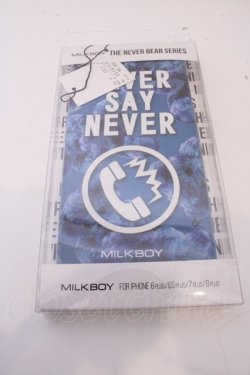 MILKBOY THE NEVER BEAR SERIES
NEVER
SAY
NEVER
MILKBOY
MILKBOY FOR IPHONE 6 PLUS/6S PLUS/7 PLUS/8 PLUS